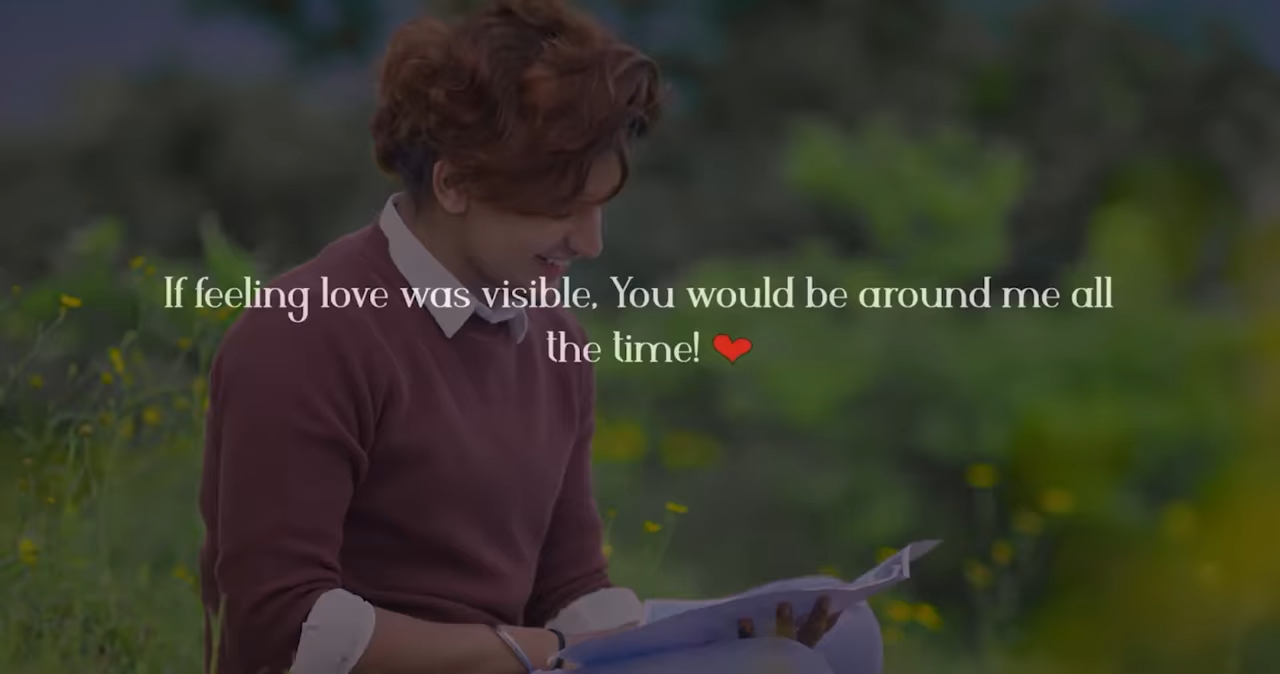 If feeling love was visible, You would be around me all
the time! ❤